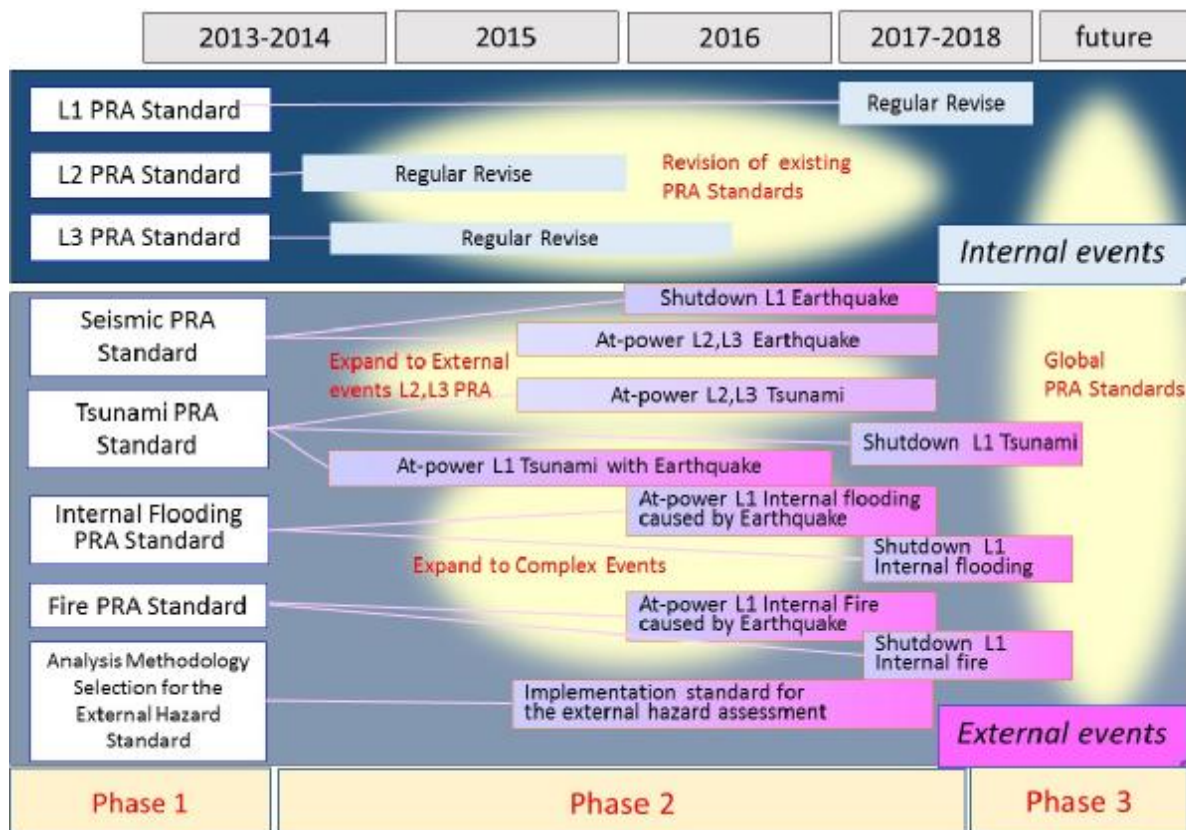 2013-2014
2015
2016
2017-2018
future
L1 PRA Standard
Regular Revise
L2 PRA Standard
Regular Revise
Revision of existing
PRA Standards
L3 PRA Standard
Regular Revise
Internal events
Seismic PRA
Standard
Shutdown L1 Earthquake
At-power L2,L3 Earthquake
Expand to External
events L2,L3 PRA
Global
PRA Standards
Tsunami PRA
Standard
At-power L2,L3 Tsunami
Shutdown L1 Tsunami
At-power L1 Tsunami with Earthquake
Internal Flooding
PRA Standard
At-power L1 Internal flooding
caused by Earthquake
Shutdown L1
Internal flooding
Expand to Complex Events
Fire PRA Standard
At-power L1 Internal Fire
caused by Earthquake
Shutdown L1
Internal fire
Analysis Methodology
Selection for the
External Hazard
Standard
Implementation standard for
the external hazard assessment
External events
Phase 1
Phase 2
Phase 3